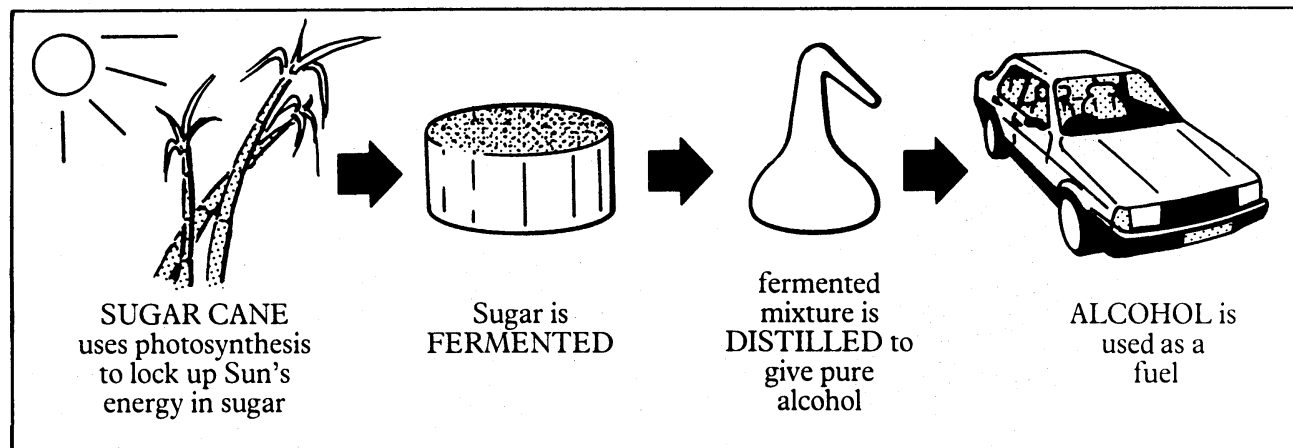 SUGAR CANE
uses photosynthesis
to lock up Sun's
energy in sugar
Sugar is
FERMENTED
fermented
mixture is
DISTILLED to
give pure
alcohol
ALCOHOL is
used as a
fuel